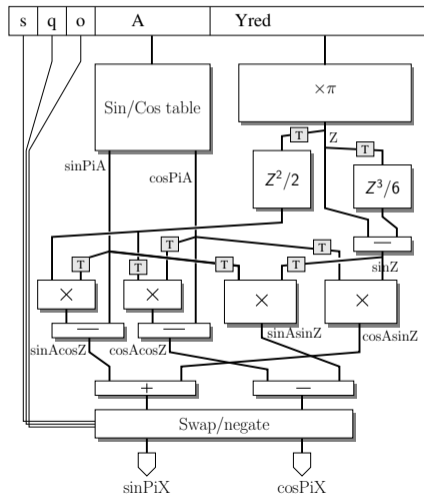 s q o A Yred
Sin/Cos table
×π
T
Z
T
sinPiA
cosPiA
Z²/2
Z³/6
T
T
—
T
T
T
T
sinZ
×
×
×
×
—
—
sinAcosZ
cosAcosZ
sinAsinZ
cosAsinZ
+
—
Swap/negate
sinPiX
cosPiX